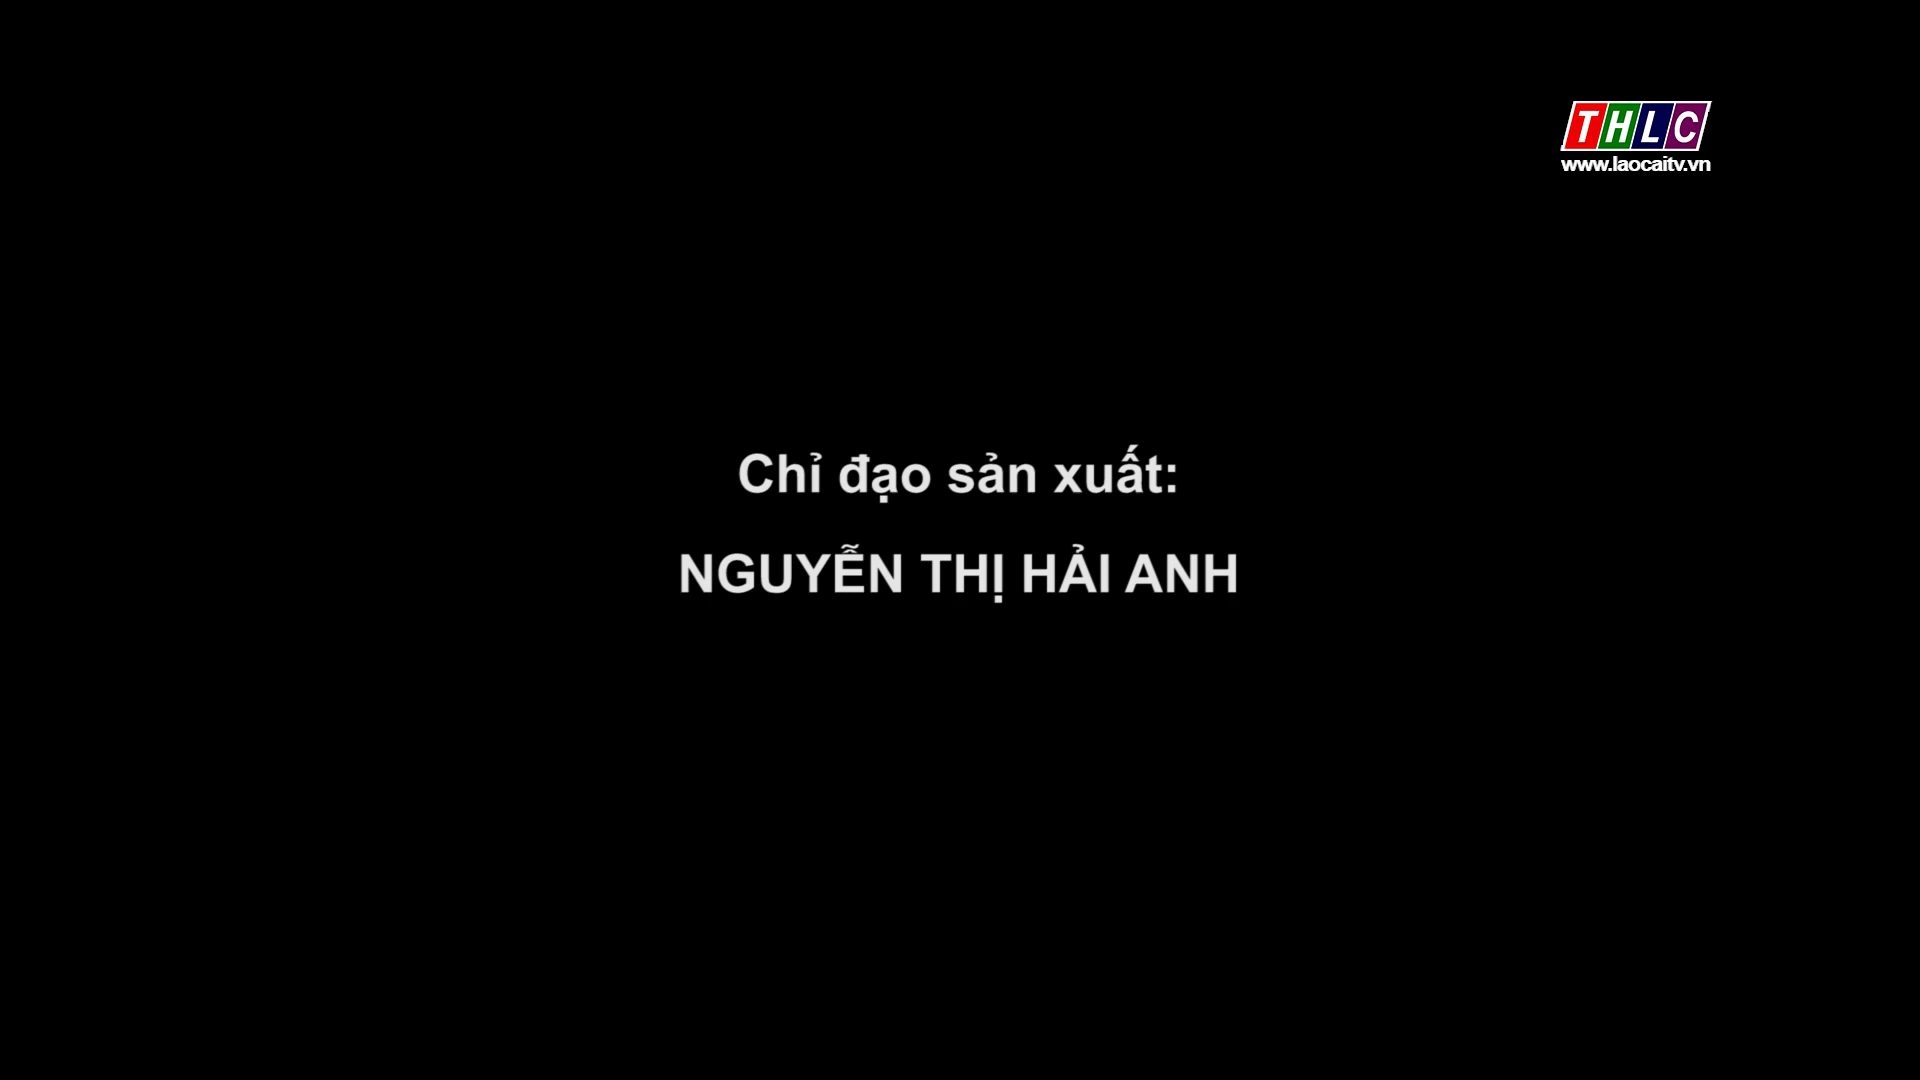 THLC
www.laocaitv.vn
Chỉ đạo sản xuất:
NGUYỄN THỊ HẢI ANH